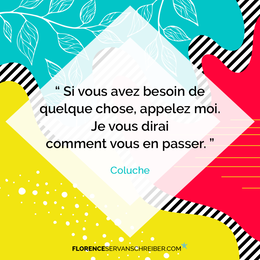 “ Si vous avez besoin de
quelque chose, appelez moi.
Je vous dirai
comment vous en passer. ”
Coluche
FLORENCESERVANSCHREIBER.COM